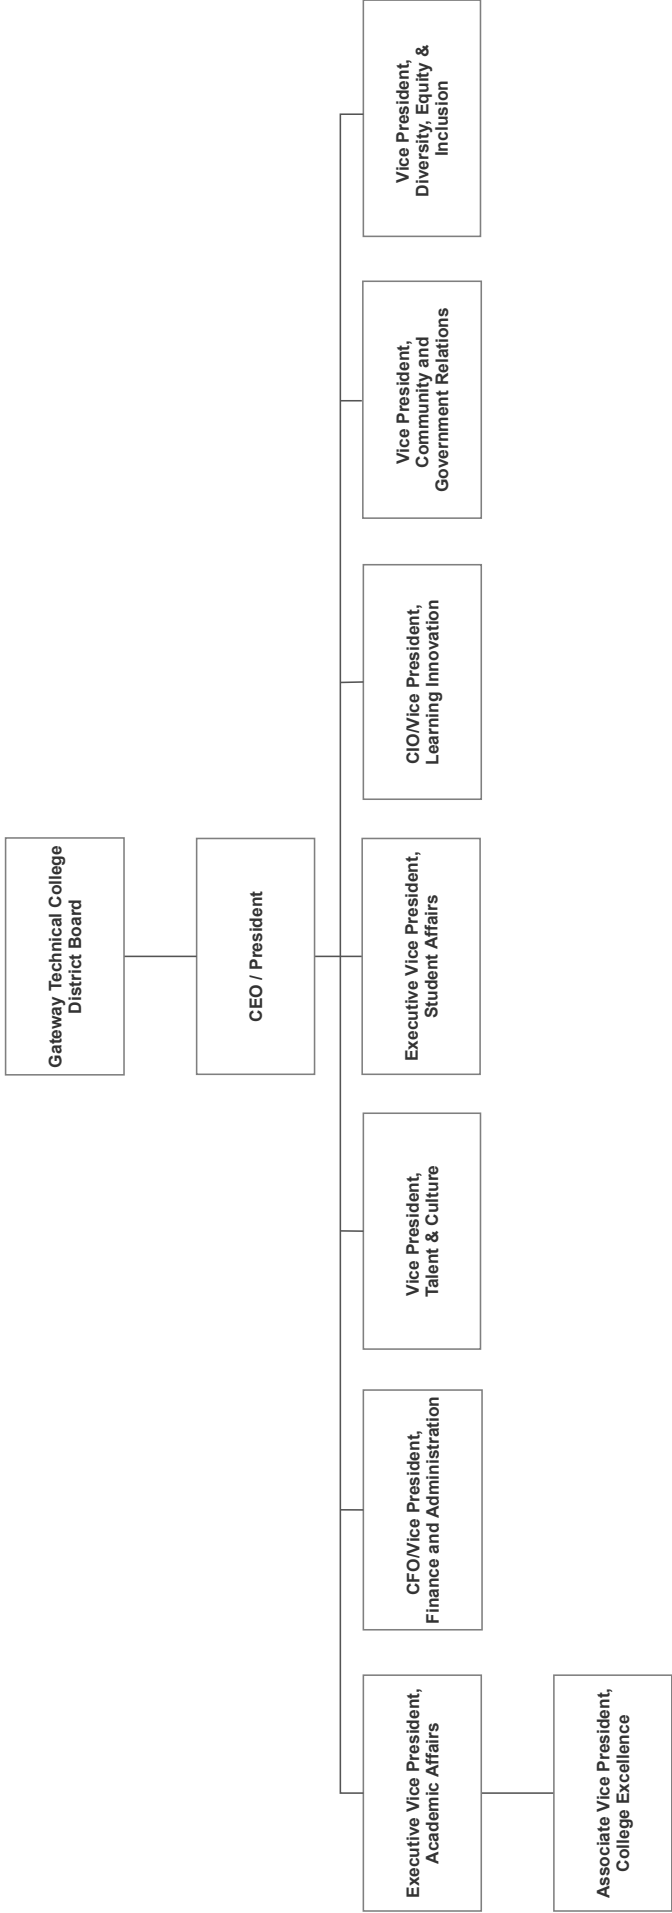 Gateway Technical College
District Board
CEO / President
Executive Vice President,
Academic Affairs
CFO/Vice President,
Finance and Administration
Vice President,
Talent & Culture
Executive Vice President,
Student Affairs
CIO/Vice President,
Learning Innovation
Vice President,
Community and
Government Relations
Vice President,
Diversity, Equity &
Inclusion
Associate Vice President,
College Excellence